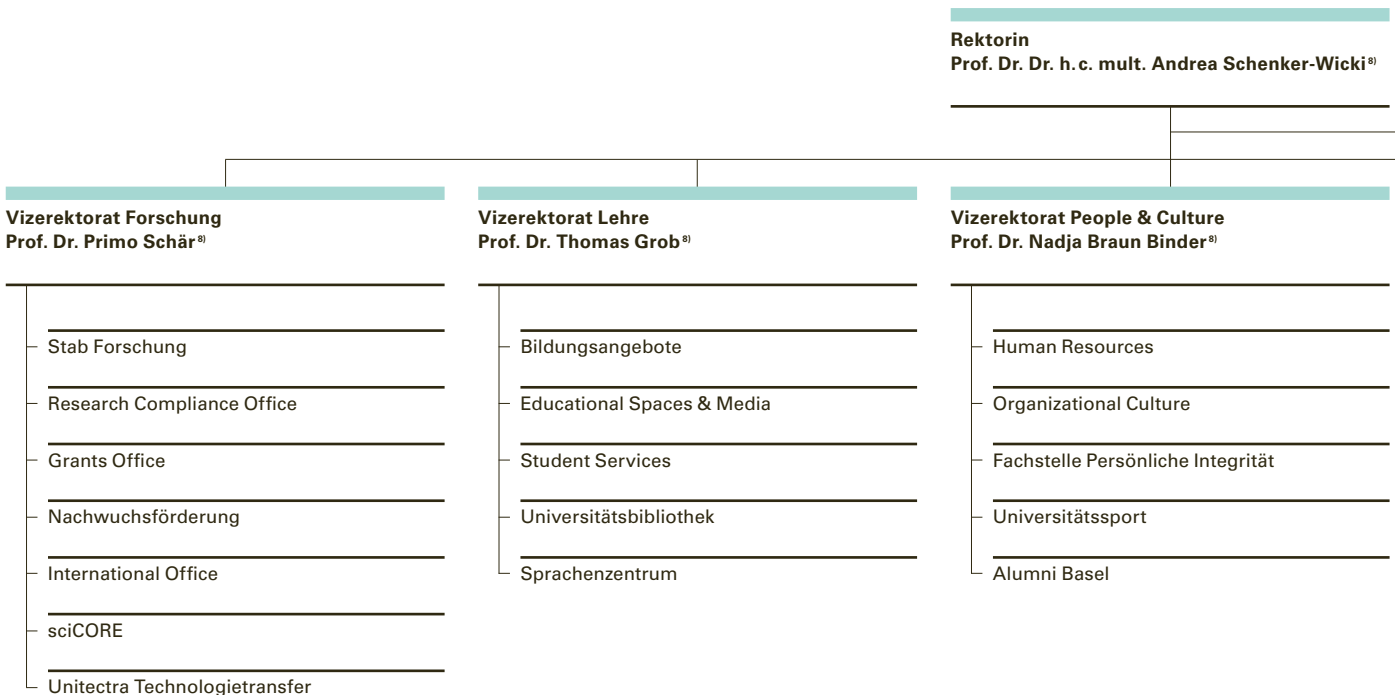 Rektorin
Prof. Dr. Dr. h. c. mult. Andrea Schenker-Wicki 8)
Vizerektorat Forschung
Prof. Dr. Primo Schär 8)
Stab Forschung
Research Compliance Office
Grants Office
Nachwuchsförderung
International Office
sciCORE
Unitectra Technologietransfer
Vizerektorat Lehre
Prof. Dr. Thomas Grob 8)
Bildungsangebote
Educational Spaces & Media
Student Services
Universitätsbibliothek
Sprachenzentrum
Vizerektorat People & Culture
Prof. Dr. Nadja Braun Binder 8)
Human Resources
Organizational Culture
Fachstelle Persönliche Integrität
Universitätssport
Alumni Basel